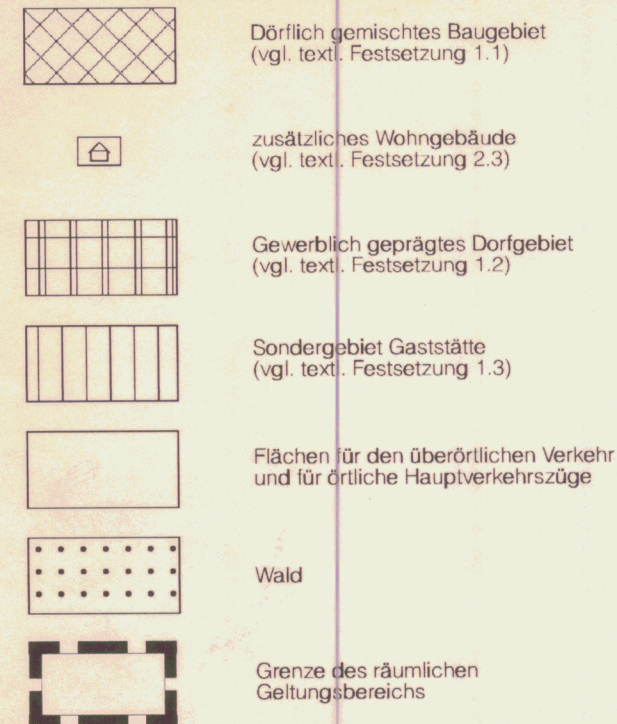 Dörflich gemischtes Baugebiet
(vgl. textl. Festsetzung 1.1)
zusätzliches Wohngebäude
(vgl. textl. Festsetzung 2.3)
Gewerblich geprägtes Dorfgebiet
(vgl. textl. Festsetzung 1.2)
Sondergebiet Gaststätte
(vgl. textl. Festsetzung 1.3)
Flächen für den überörtlichen Verkehr
und für örtliche Hauptverkehrszüge
Wald
Grenze des räumlichen
Geltungsbereichs